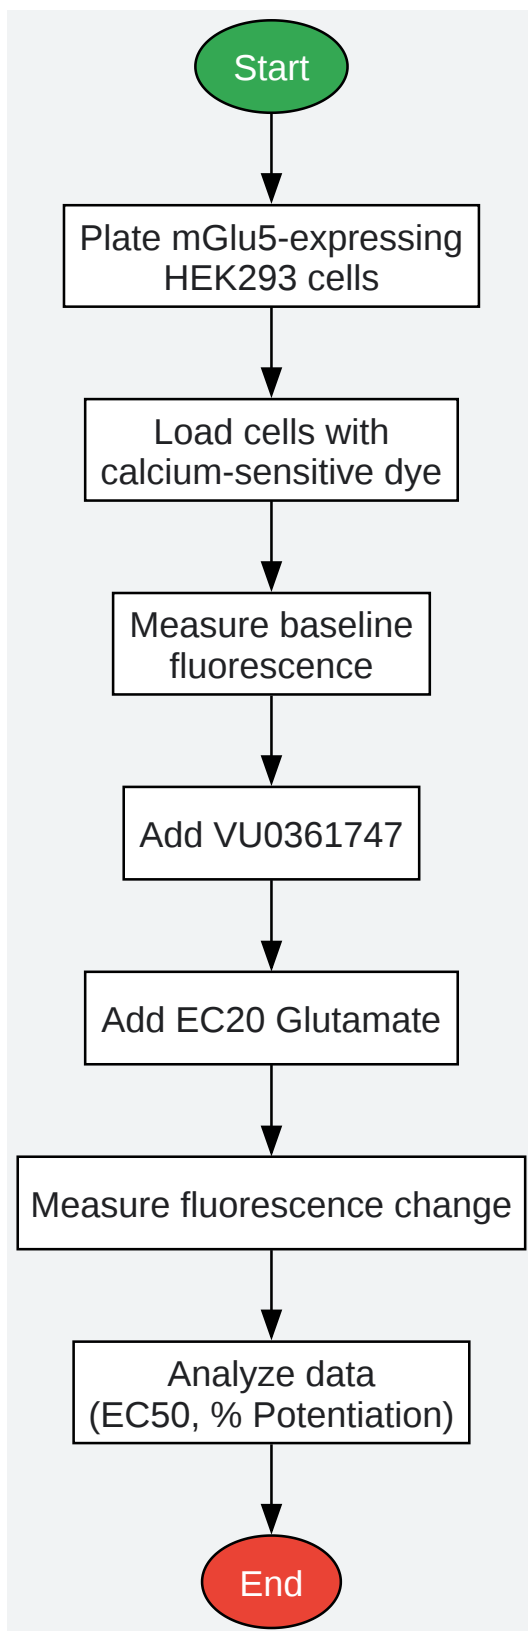 Start
Plate mGlu5-expressing
HEK293 cells
Load cells with
calcium-sensitive dye
Measure baseline
fluorescence
Add VU0361747
Add EC20 Glutamate
Measure fluorescence change
Analyze data
(EC50, % Potentiation)
End